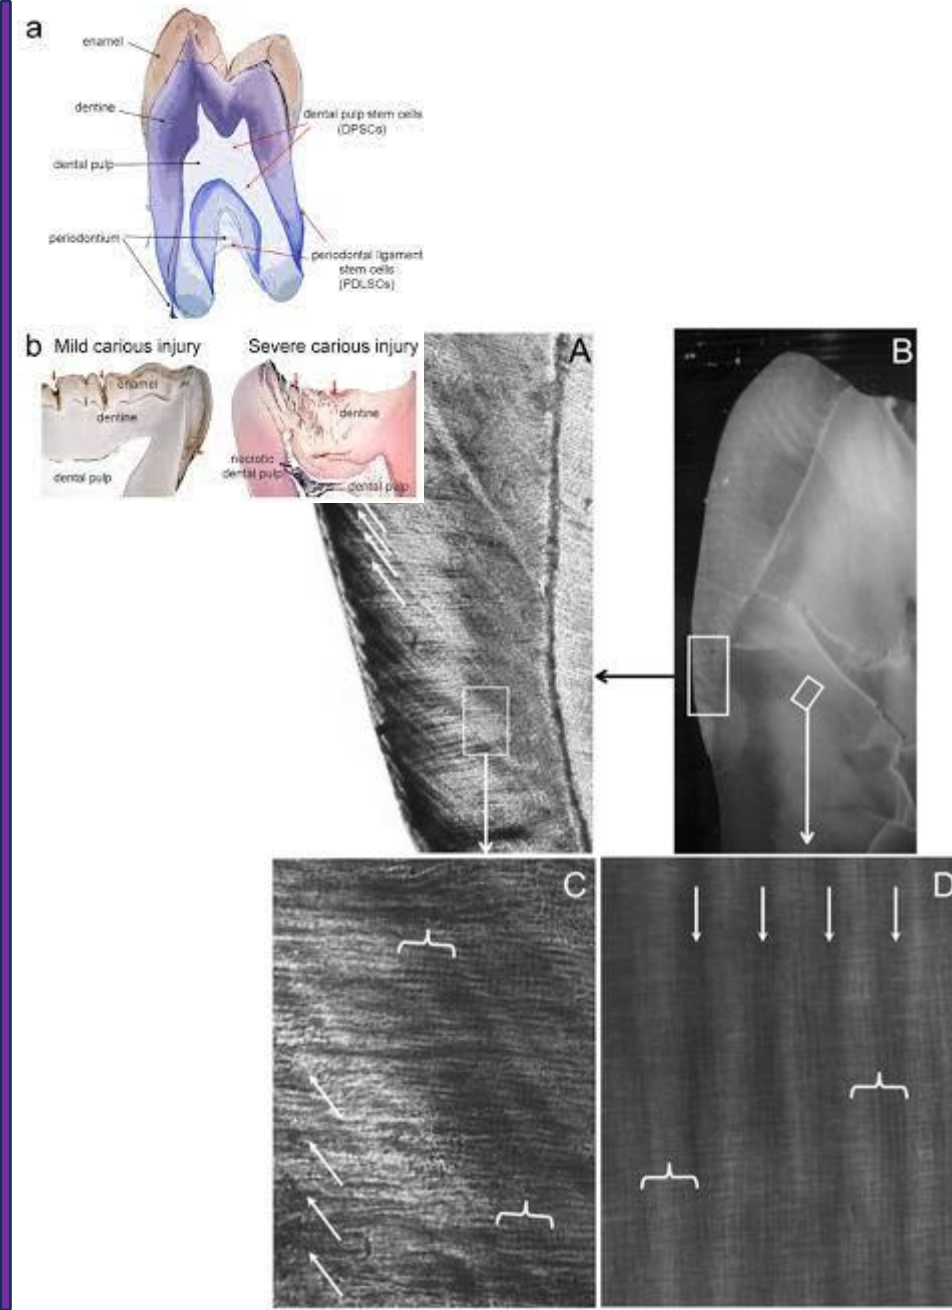 a
enamel
dentine
dental pulp stem cells
(DPSCs)
dental pulp
periodontium
periodontal ligament
stem cells
(PDLSCs)
b Mild carious injury Severe carious injury
enamel
dentine
dental pulp
dentine
necrotic
dental pulp
dental pulp
A
B
C
D